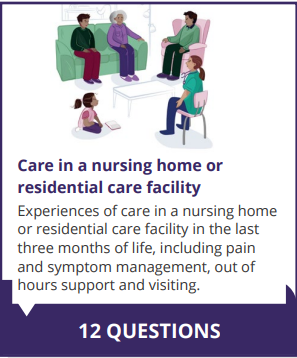 Care in a nursing home or
residential care facility
Experiences of care in a nursing home
or residential care facility in the last
three months of life, including pain
and symptom management, out of
hours support and visiting.
12 QUESTIONS